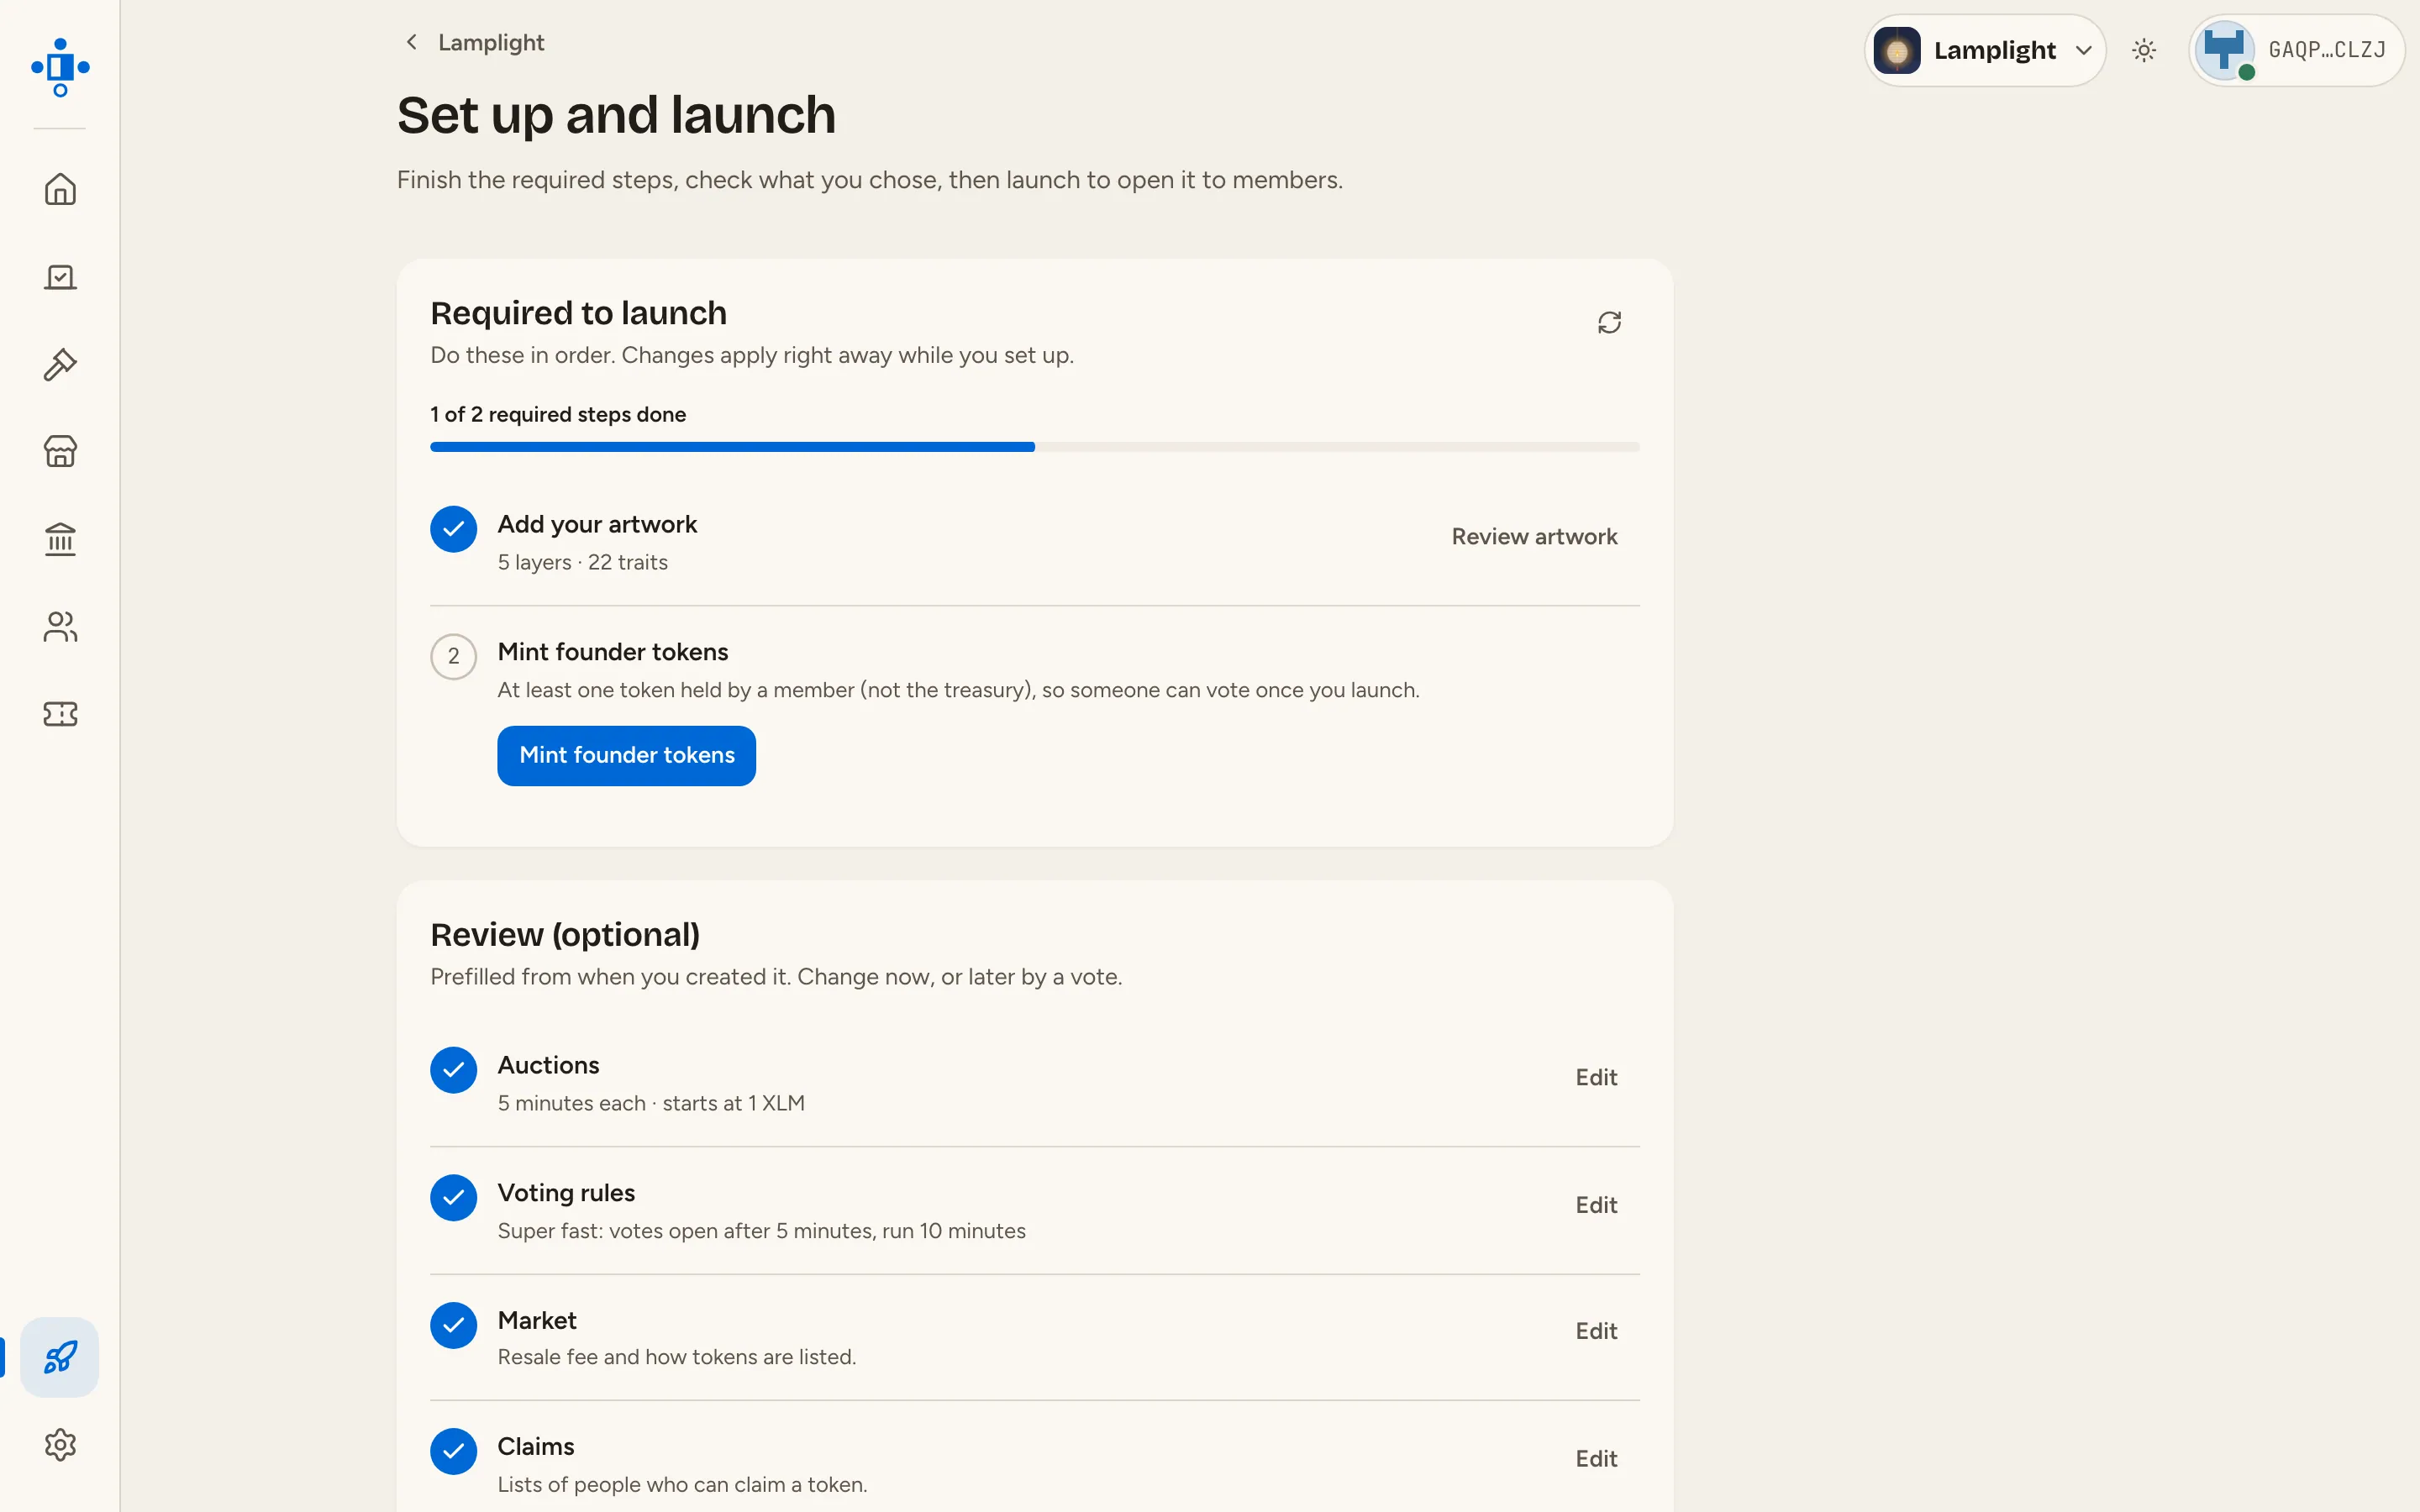 Lamplight
Lamplight
GAQP...CLZJ
Set up and launch
Finish the required steps, check what you chose, then launch to open it to members.
Required to launch
Do these in order. Changes apply right away while you set up.
1 of 2 required steps done
Add your artwork
5 layers · 22 traits
Review artwork
2
Mint founder tokens
At least one token held by a member (not the treasury), so someone can vote once you launch.
Mint founder tokens
Review (optional)
Prefilled from when you created it. Change now, or later by a vote.
Auctions
5 minutes each · starts at 1 XLM
Edit
Voting rules
Super fast: votes open after 5 minutes, run 10 minutes
Edit
Market
Resale fee and how tokens are listed.
Edit
Claims
Lists of people who can claim a token.
Edit